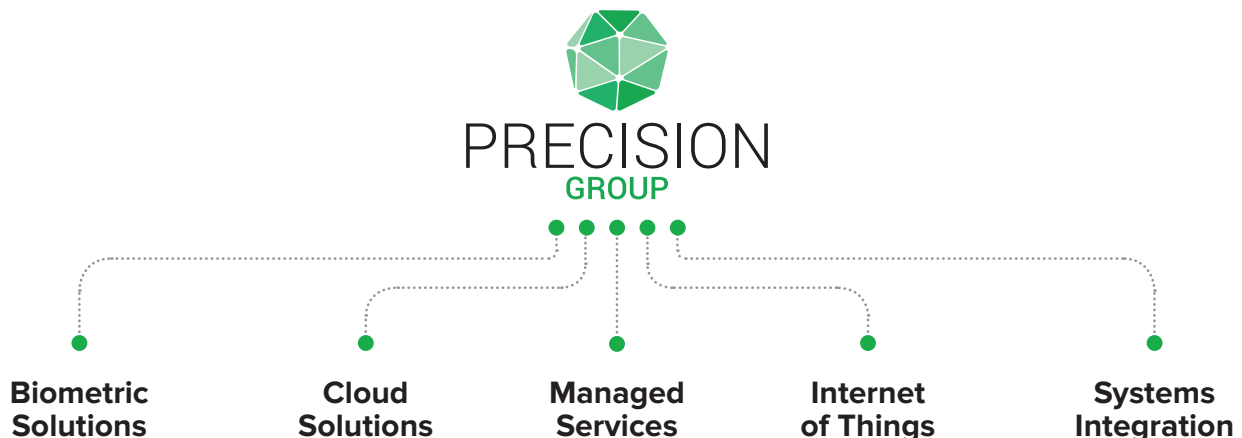 PRECISION
GROUP
Biometric
Solutions
Cloud
Solutions
Managed
Services
Internet
of Things
Systems
Integration